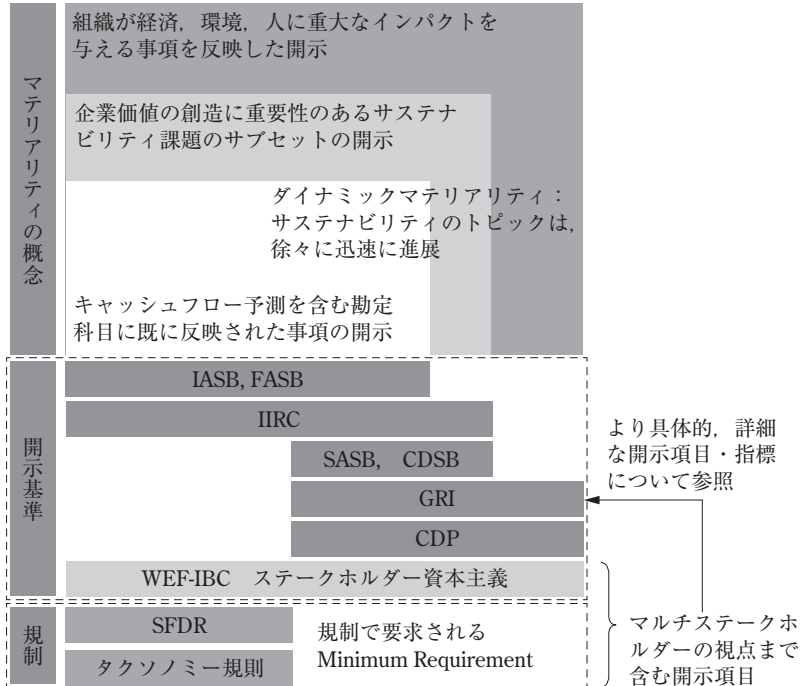 マテリアリティの概念
組織が経済，環境，人に重大なインパクトを
与える事項を反映した開示
企業価値の創造に重要性のあるサステナ
ビリティ課題のサブセットの開示
ダイナミックマテリアリティ：
サステナビリティのトピックは，
徐々に迅速に進展
キャッシュフロー予測を含む勘定
科目に既に反映された事項の開示
開示基準
IASB, FASB
IIRC
SASB, CDSB
GRI
CDP
WEF-IBC ステークホルダー資本主義
より具体的，詳細
な開示項目・指標
について参照
規制
SFDR
タクソノミー規則
規制で要求される
Minimum Requirement
マルチステークホ
ルダーの視点まで
含む開示項目